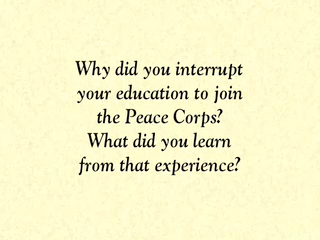 Why did you interrupt
your education to join
the Peace Corps?
What did you learn
from that experience?